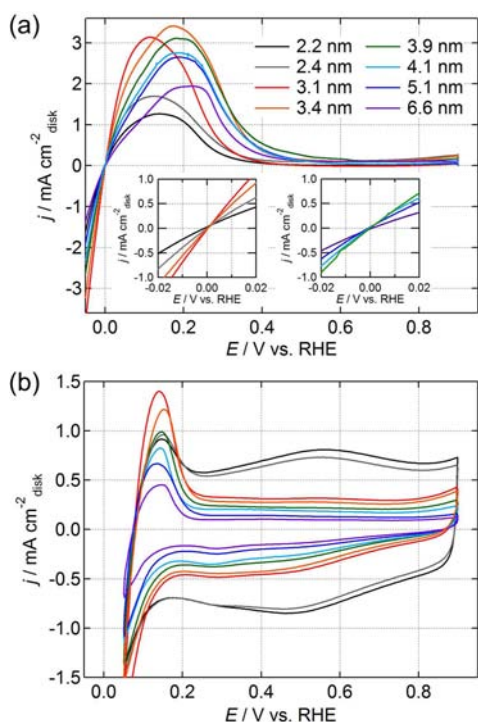 (a)
j / mA cm⁻²disk
3
2
1
0
-1
-2
-3
2.2 nm 3.9 nm
2.4 nm 4.1 nm
3.1 nm 5.1 nm
3.4 nm 6.6 nm
j / mA cm⁻²disk
1.0
0.5
0.0
-0.5
-1.0
-0.02 0.00 0.02
E / V vs. RHE
j / mA cm⁻²disk
1.0
0.5
0.0
-0.5
-1.0
-0.02 0.00 0.02
E / V vs. RHE
0.0 0.2 0.4 0.6 0.8
E / V vs. RHE
(b)
j / mA cm⁻²disk
1.5
1.0
0.5
0.0
-0.5
-1.0
-1.5
0.0 0.2 0.4 0.6 0.8
E / V vs. RHE